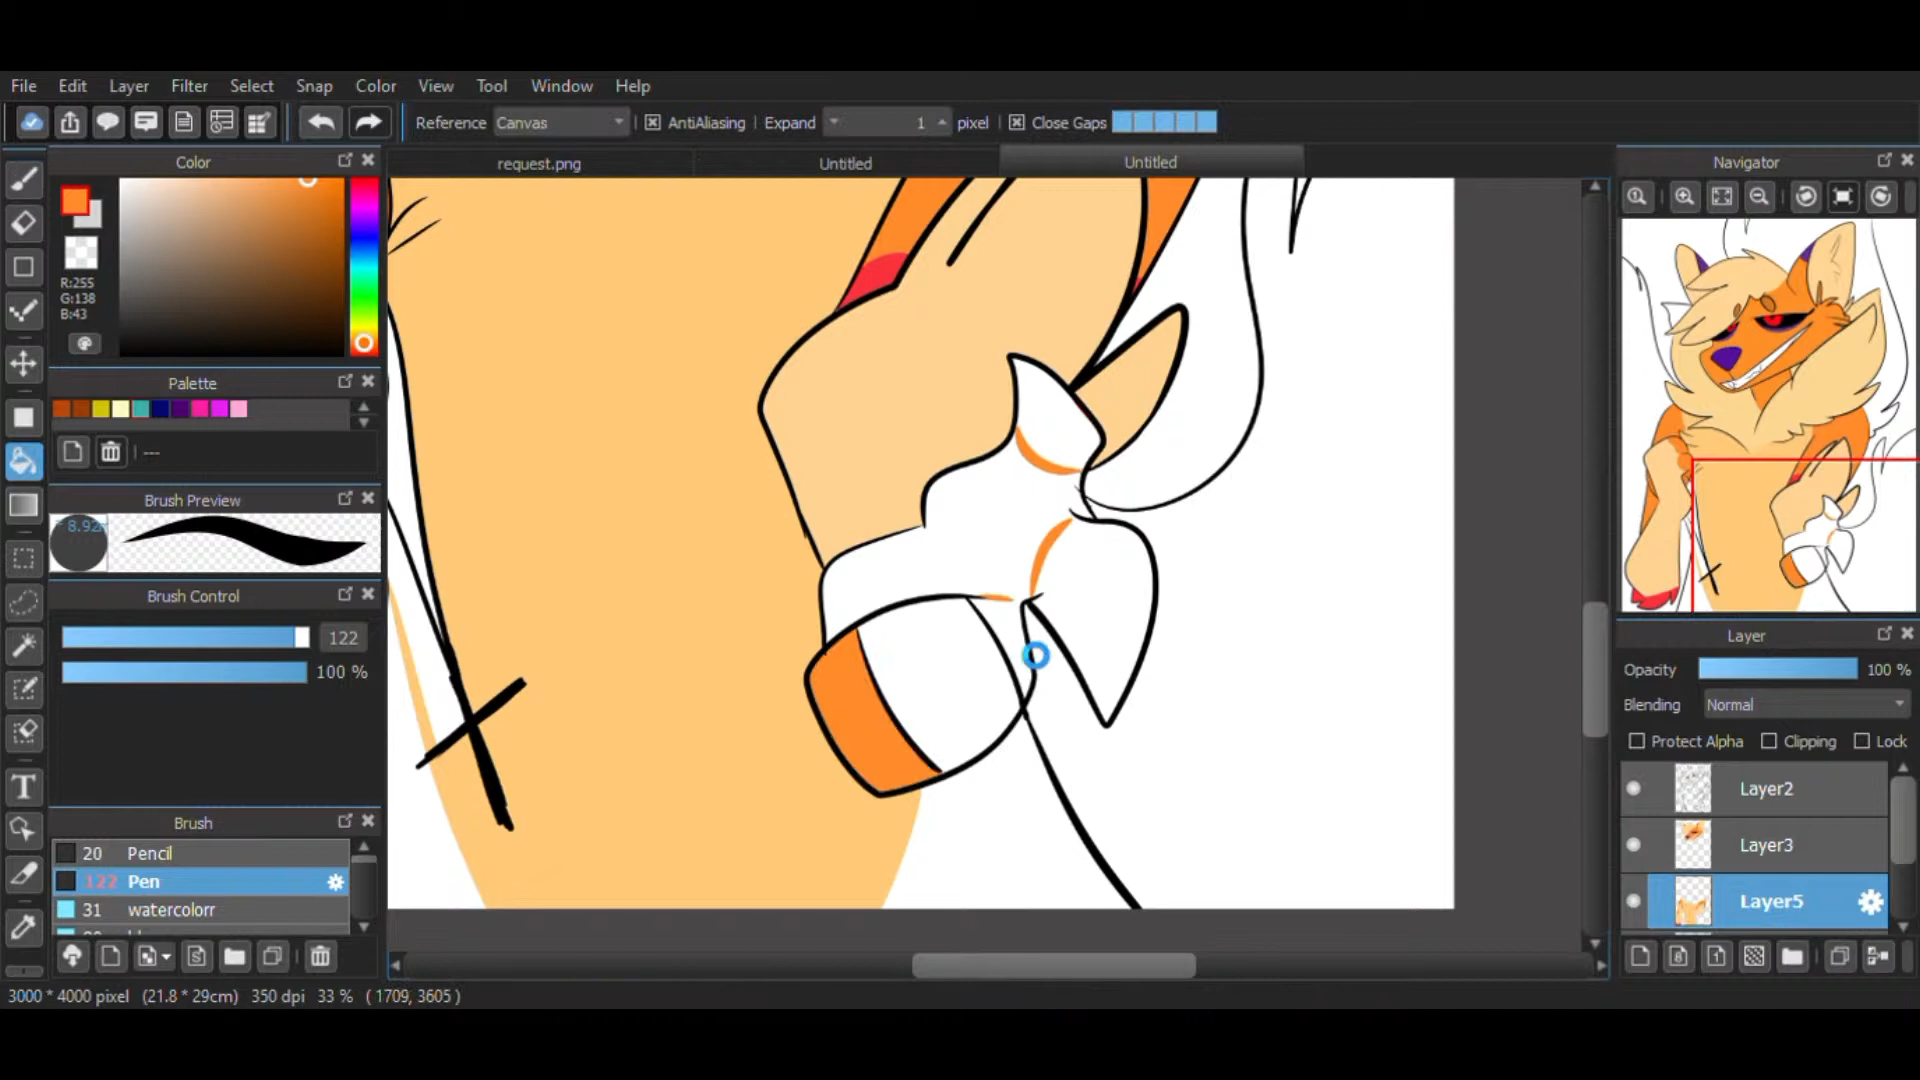 File Edit Layer Filter Select Snap Color View Tool Window Help
Reference Canvas AntiAliasing Expand 1 pixel Close Gaps
Color
request.png Untitled Untitled
Navigator
R:255
G:138
B:43
Palette
---
Brush Preview
8.92
Brush Control
122
100 %
Brush
20 Pencil
122 Pen
31 watercolorr
Layer
Opacity 100 %
Blending Normal
Protect Alpha Clipping Lock
Layer2
Layer3
Layer5
3000 * 4000 pixel (21.8 * 29cm) 350 dpi 33 % ( 1709, 3605 )